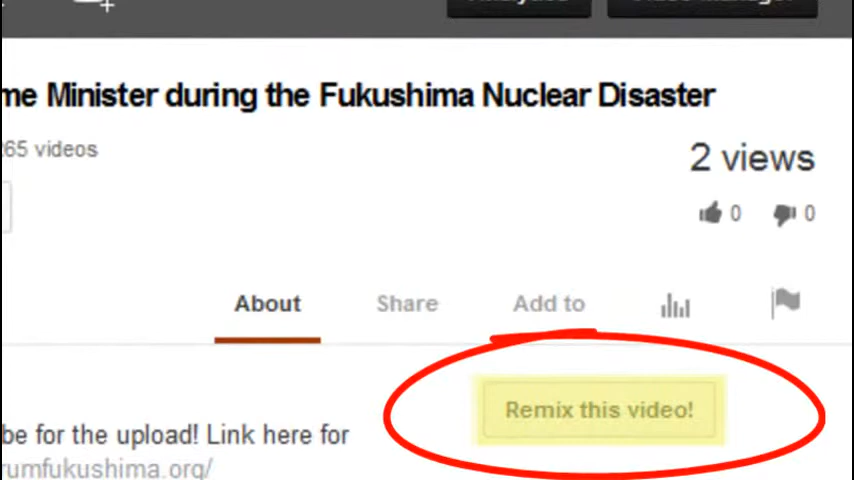 me Minister during the Fukushima Nuclear Disaster
265 videos
2 views
0 0
About Share Add to
Remix this video!
be for the upload! Link here for
rumfukushima.org/